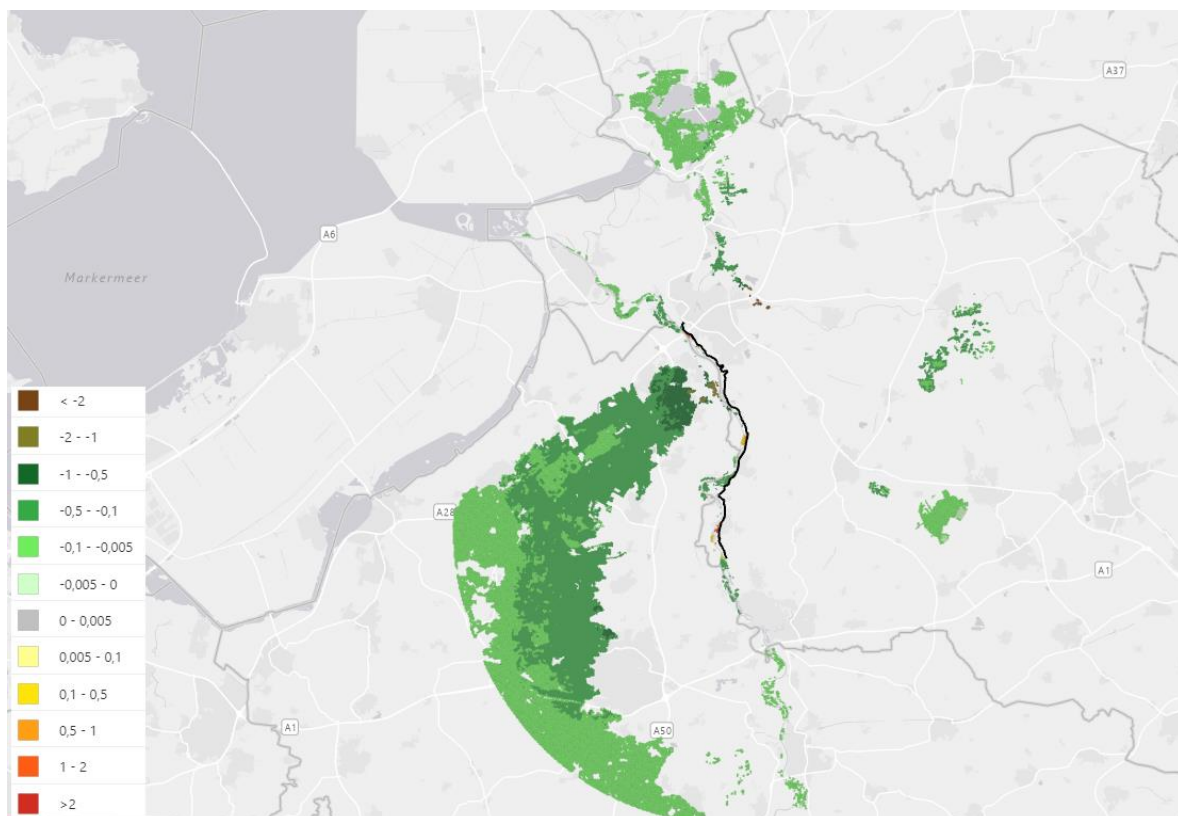 A37
A6
Markermeer
< -2
-2 - -1
-1 - -0,5
-0,5 - -0,1
-0,1 - -0,005
-0,005 - 0
0 - 0,005
0,005 - 0,1
0,1 - 0,5
0,5 - 1
1 - 2
>2
A28
A1
A1
A50